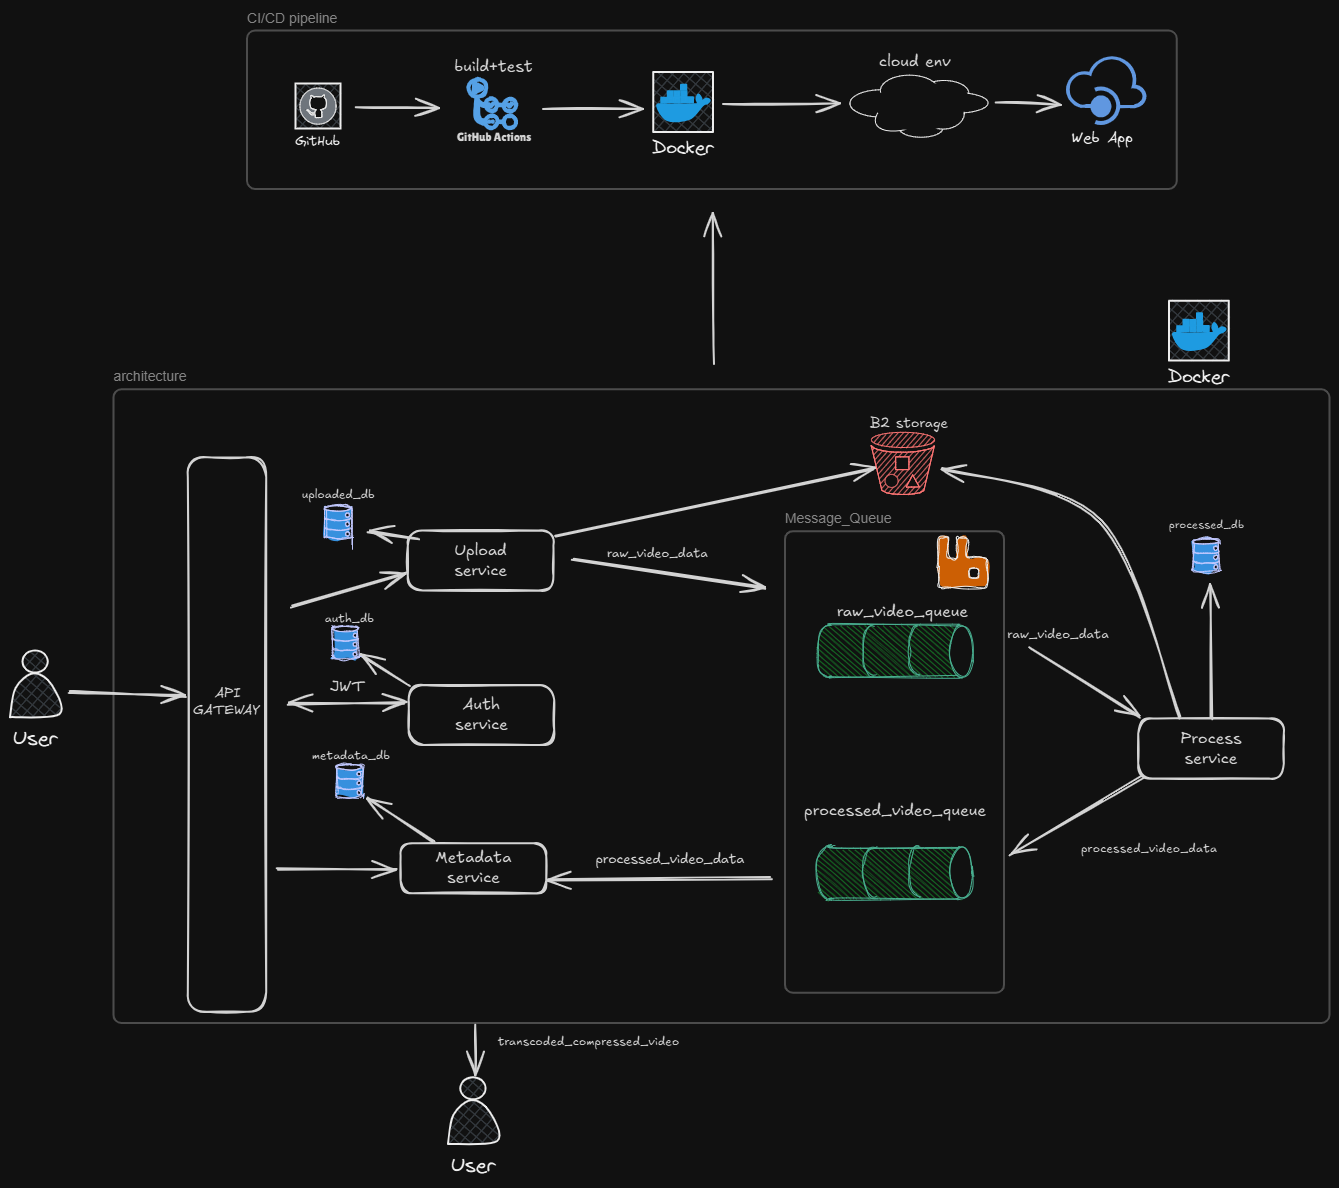 CI/CD pipeline
build+test
cloud env
GitHub
GitHub Actions
Docker
Web App
Docker
architecture
B2 storage
uploaded_db
Message_Queue
processed_db
Upload
service
raw_video_data
raw_video_queue
auth_db
raw_video_data
JWT
API
GATEWAY
Auth
service
User
Process
service
metadata_db
processed_video_queue
Metadata
service
processed_video_data
processed_video_data
transcoded_compressed_video
User